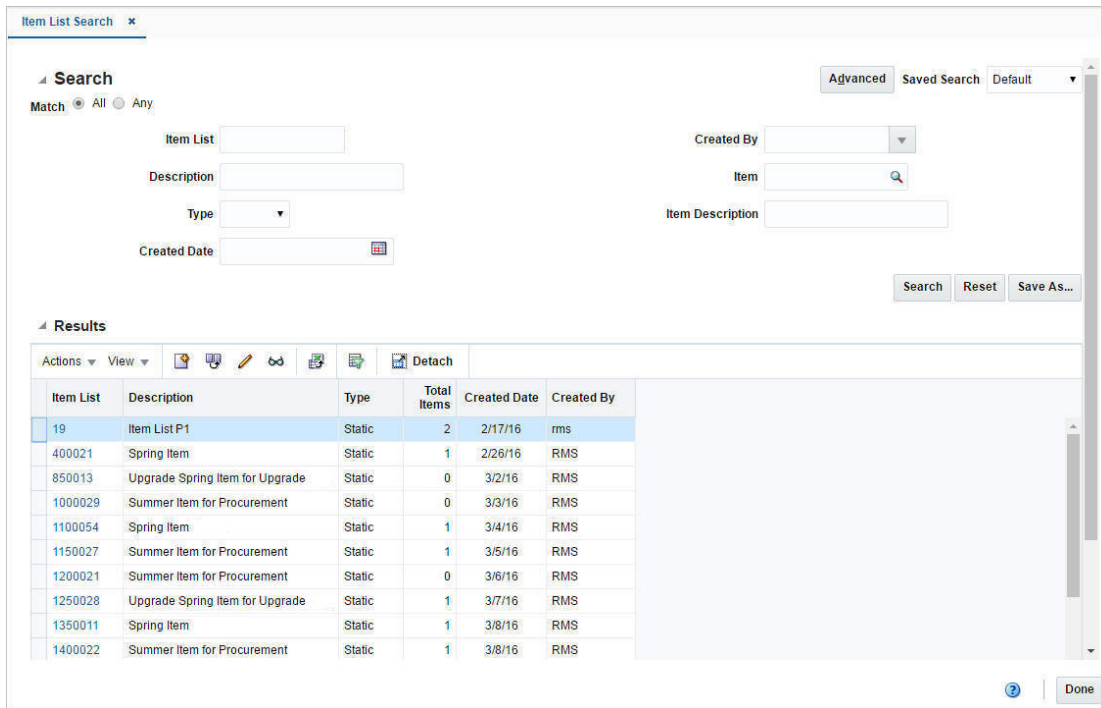 Item List Search
Search
Advanced Saved Search Default
Match All Any
Item List Created By
Description Item
Type Item Description
Created Date
Search Reset Save As...
Results
Actions View Detach
Item List Description Type Total Items Created Date Created By
19 Item List P1 Static 2 2/17/16 rms
400021 Spring Item Static 1 2/26/16 RMS
850013 Upgrade Spring Item for Upgrade Static 0 3/2/16 RMS
1000029 Summer Item for Procurement Static 0 3/3/16 RMS
1100054 Spring Item Static 1 3/4/16 RMS
1150027 Summer Item for Procurement Static 1 3/5/16 RMS
1200021 Summer Item for Procurement Static 0 3/6/16 RMS
1250028 Upgrade Spring Item for Upgrade Static 1 3/7/16 RMS
1350011 Spring Item Static 1 3/8/16 RMS
1400022 Summer Item for Procurement Static 1 3/8/16 RMS
Done